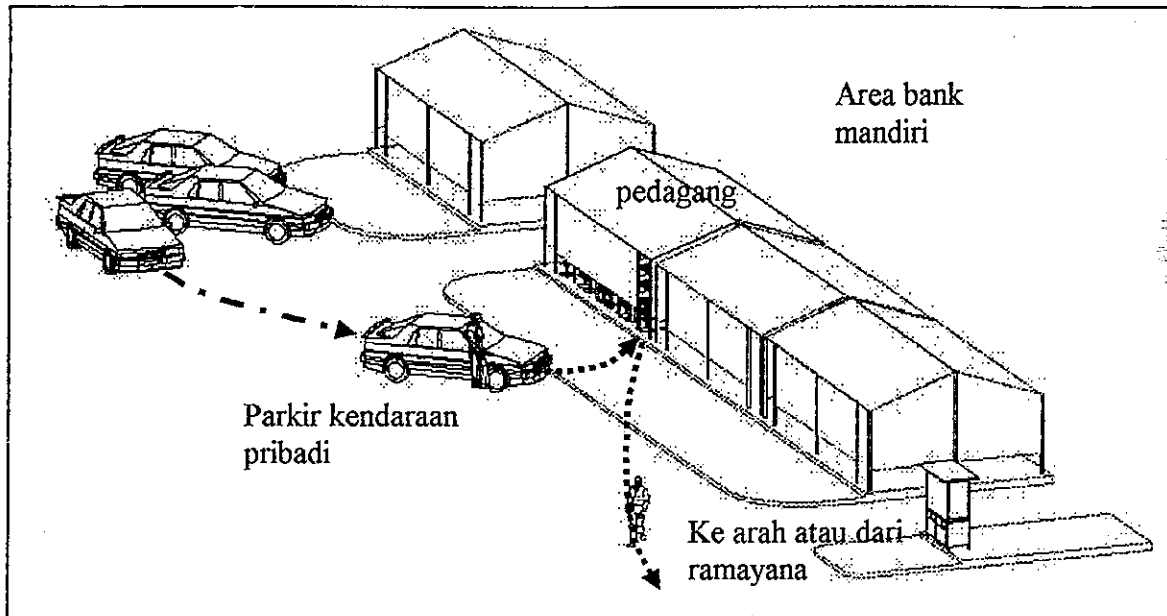 Area bank
mandiri
pedagang
Parkir kendaraan
pribadi
Ke arah atau dari
ramayana